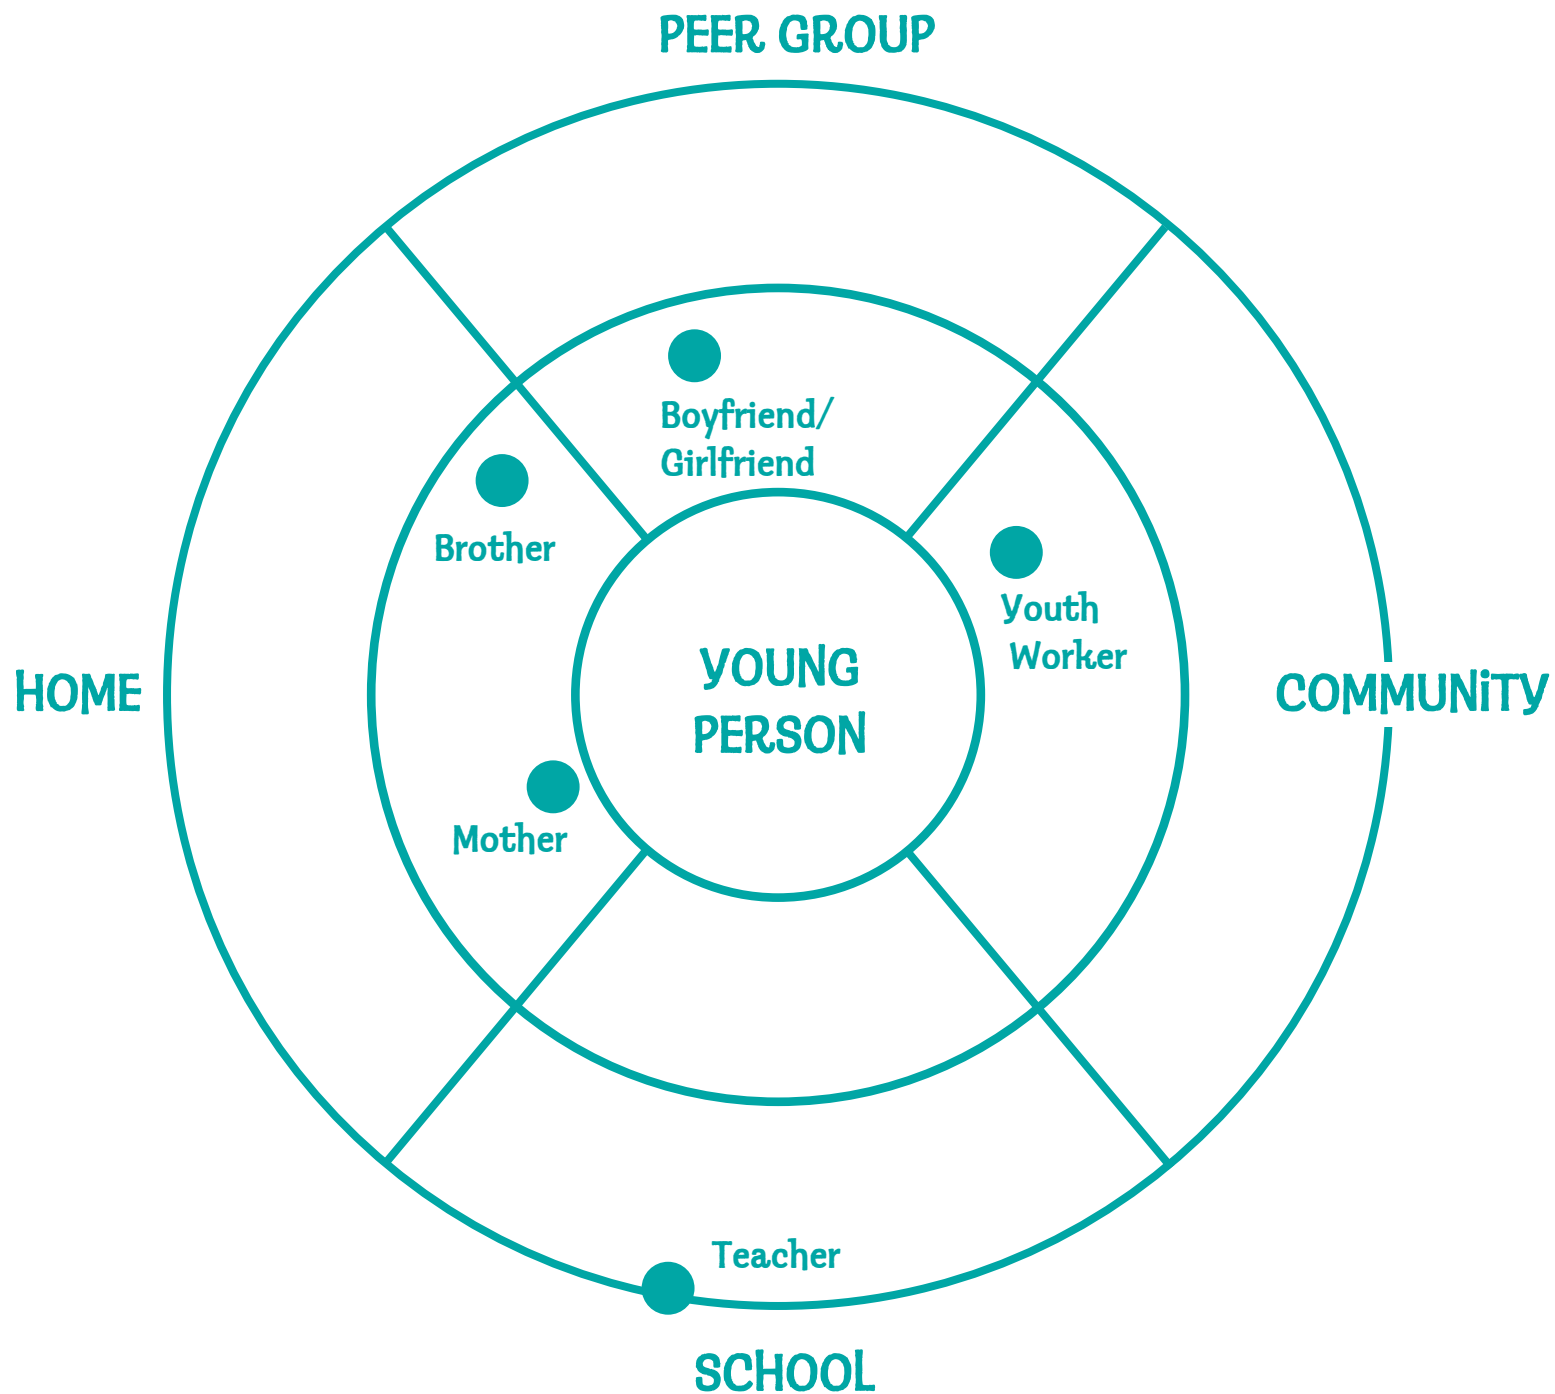 PEER GROUP
Boyfriend/
Girlfriend
Brother
Youth
Worker
HOME
YOUNG
PERSON
COMMUNiTY
Mother
Teacher
SCHOOL